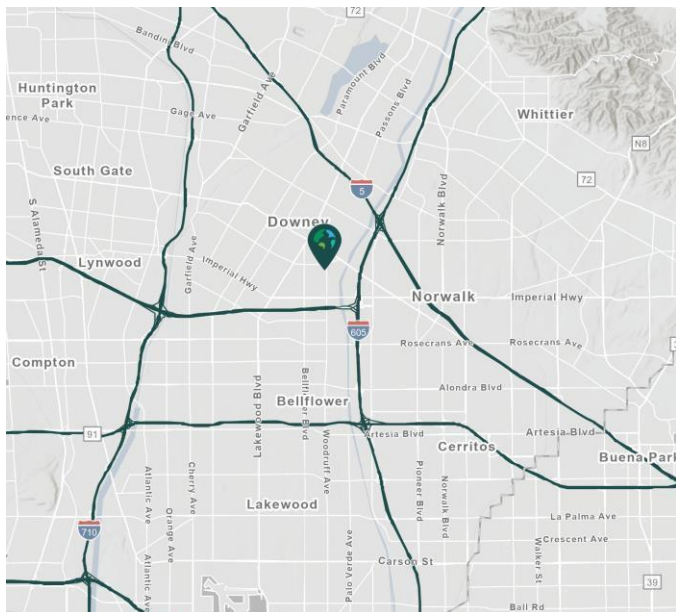 72
Bandini Blvd
Huntington
Park
Garfield Ave
Paramount Blvd
Passons Blvd
Whittier
Gage Ave
ence Ave
N8
South Gate
72
5
S Alameda St
Downey
Norwalk Blvd
Lynwood
Garfield Ave
Imperial Hwy
Norwalk
Imperial Hwy
605
Rosecrans Ave
Rosecrans Ave
Compton
Lakewood Blvd
Bellflower Blvd
Alondra Blvd
Bellflower
91
Artesia Blvd
Artesia Blvd
Cerritos
Buena Park
Woodruff Ave
Atlantic Ave
Cherry Ave
Orange Ave
Pioneer Blvd
Norwalk Blvd
Lakewood
La Palma Ave
710
Crescent Ave
Walker St
Palo Verde Ave
Carson St
Atlantic Ave
39
Ball Rd